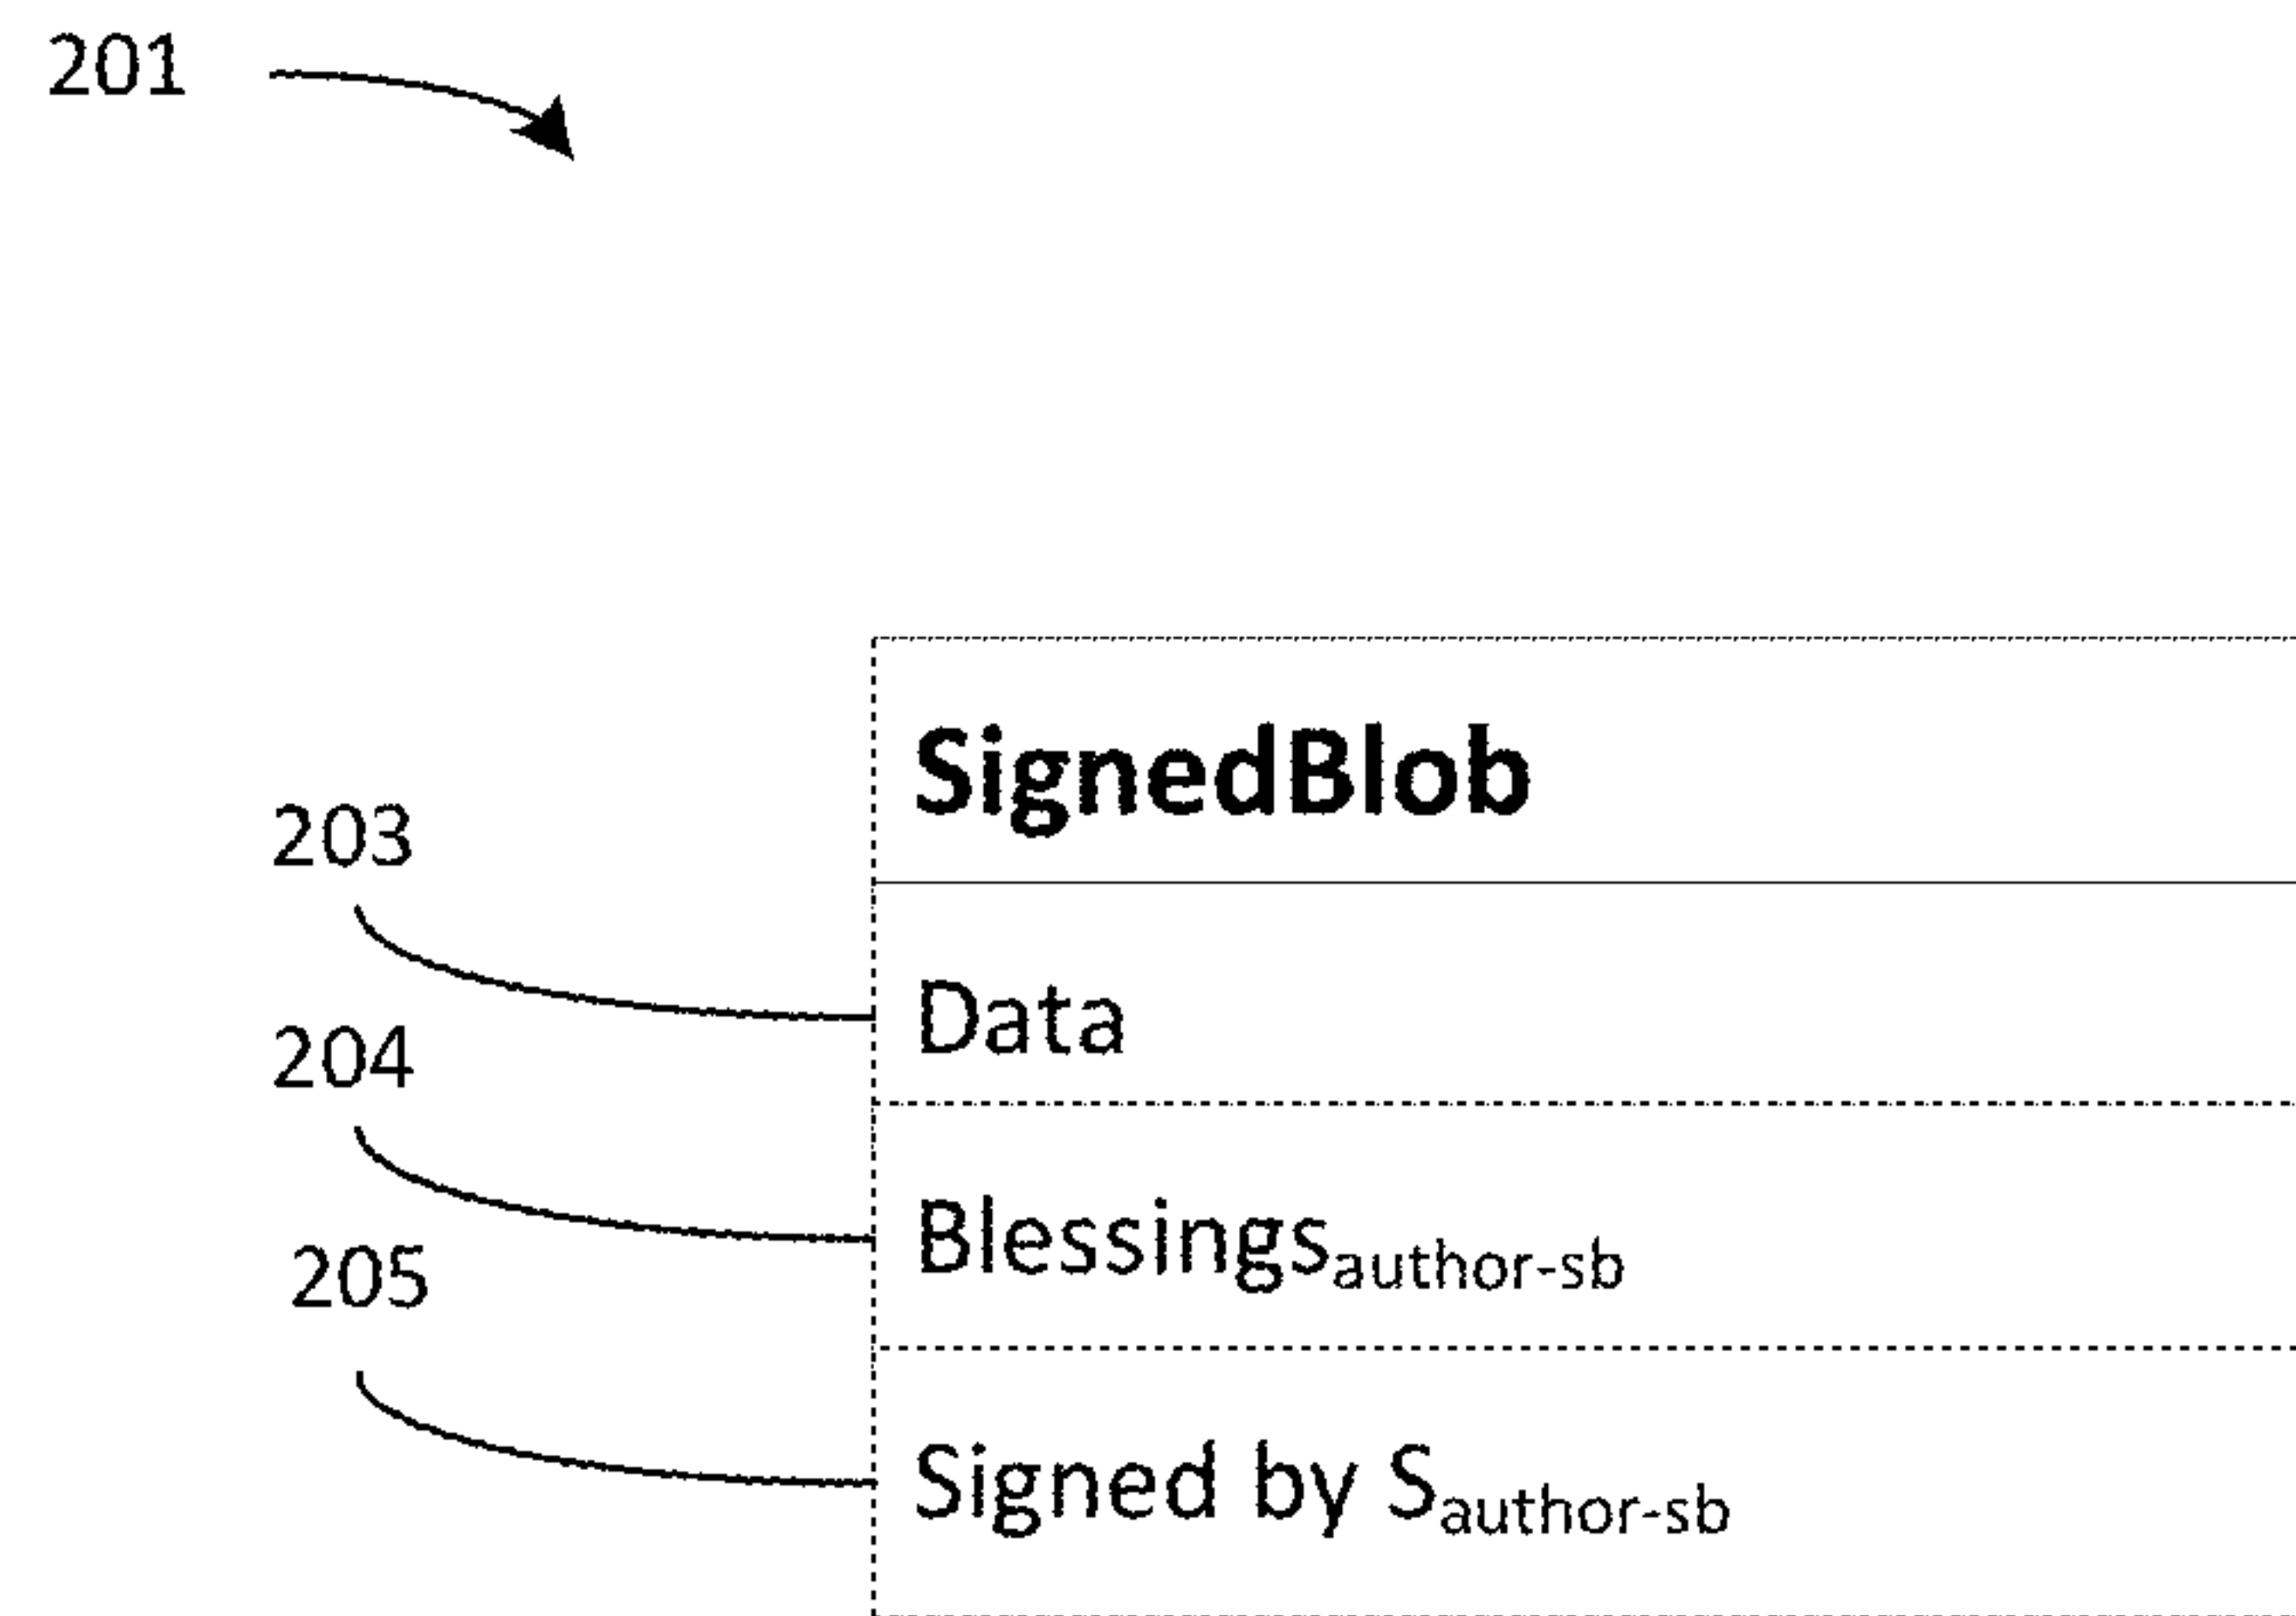 201
SignedBlob
203
Data
204
Blessingsauthor-sb
205
Signed by Sauthor-sb